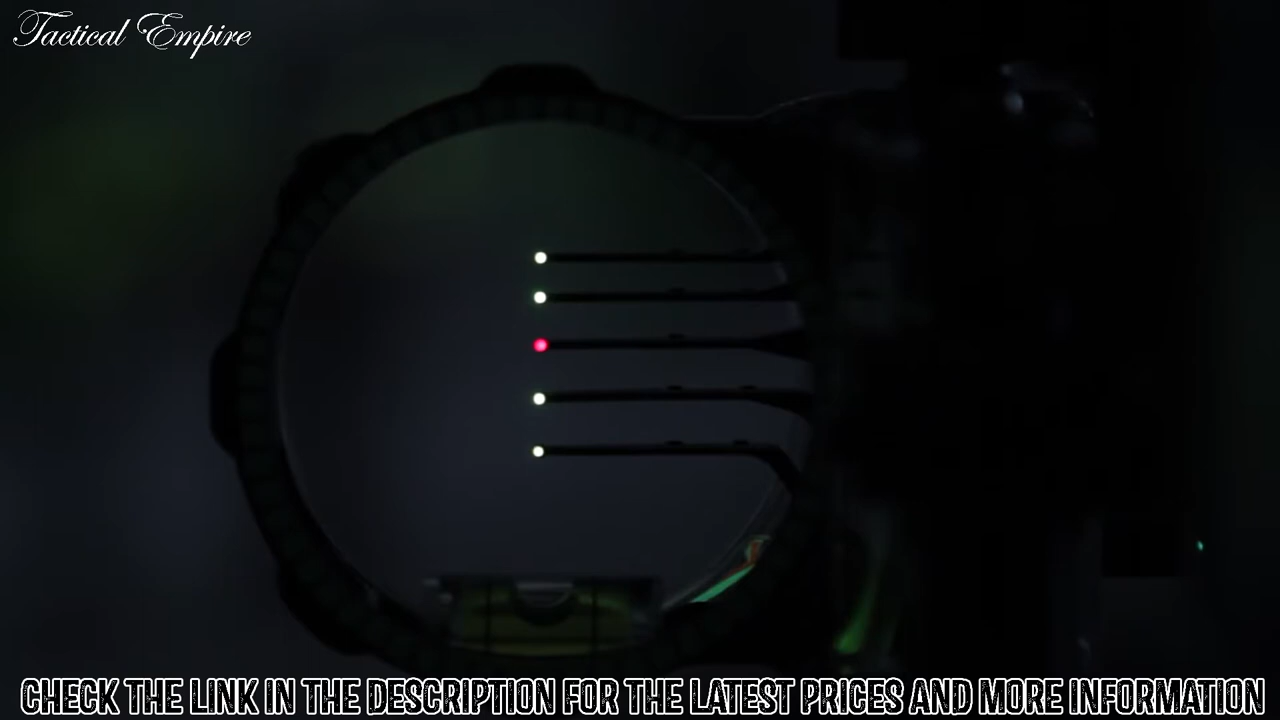 Tactical Empire
CHECK THE LINK IN THE DESCRIPTION FOR THE LATEST PRICES AND MORE INFORMATION